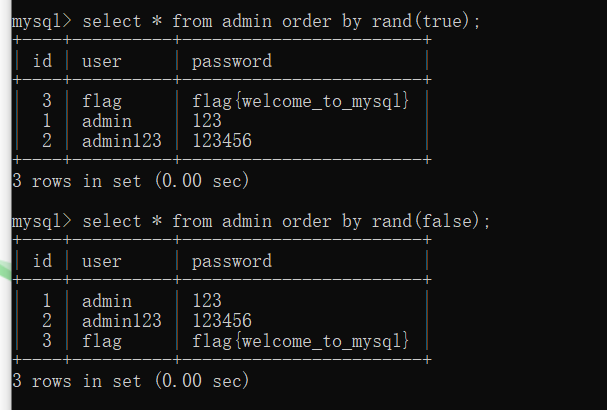 mysql> select * from admin order by rand(true);
+----+----------+------------------------+
| id | user | password |
+----+----------+------------------------+
| 3 | flag | flag{welcome_to_mysql} |
| 1 | admin | 123 |
| 2 | admin123 | 123456 |
+----+----------+------------------------+
3 rows in set (0.00 sec)
mysql> select * from admin order by rand(false);
+----+----------+------------------------+
| id | user | password |
+----+----------+------------------------+
| 1 | admin | 123 |
| 2 | admin123 | 123456 |
| 3 | flag | flag{welcome_to_mysql} |
+----+----------+------------------------+
3 rows in set (0.00 sec)